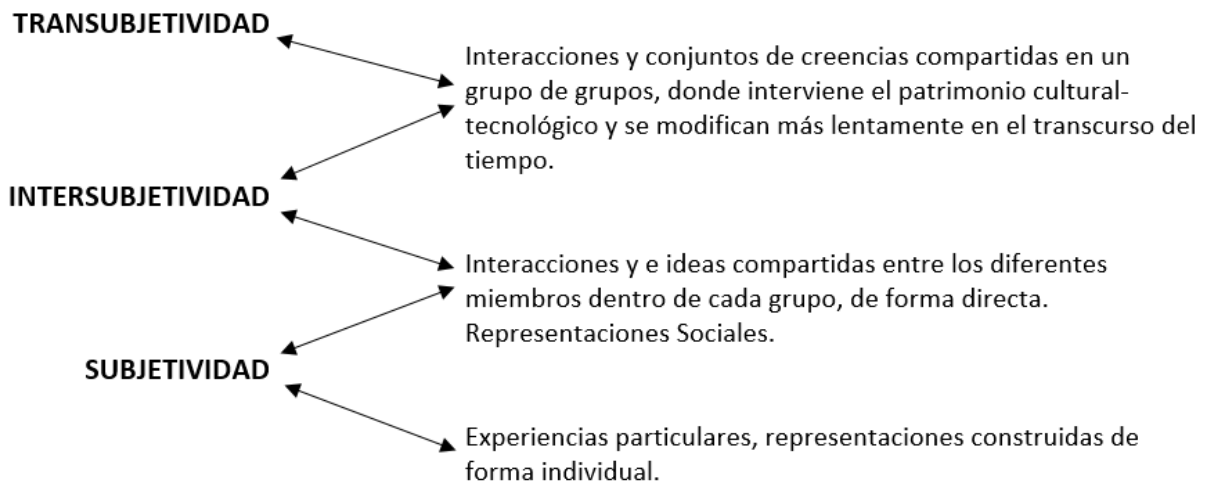 TRANSUBJETIVIDAD
Interacciones y conjuntos de creencias compartidas en un
grupo de grupos, donde interviene el patrimonio cultural-
tecnológico y se modifican más lentamente en el transcurso del
tiempo.
INTERSUBJETIVIDAD
Interacciones y e ideas compartidas entre los diferentes
miembros dentro de cada grupo, de forma directa.
Representaciones Sociales.
SUBJETIVIDAD
Experiencias particulares, representaciones construidas de
forma individual.